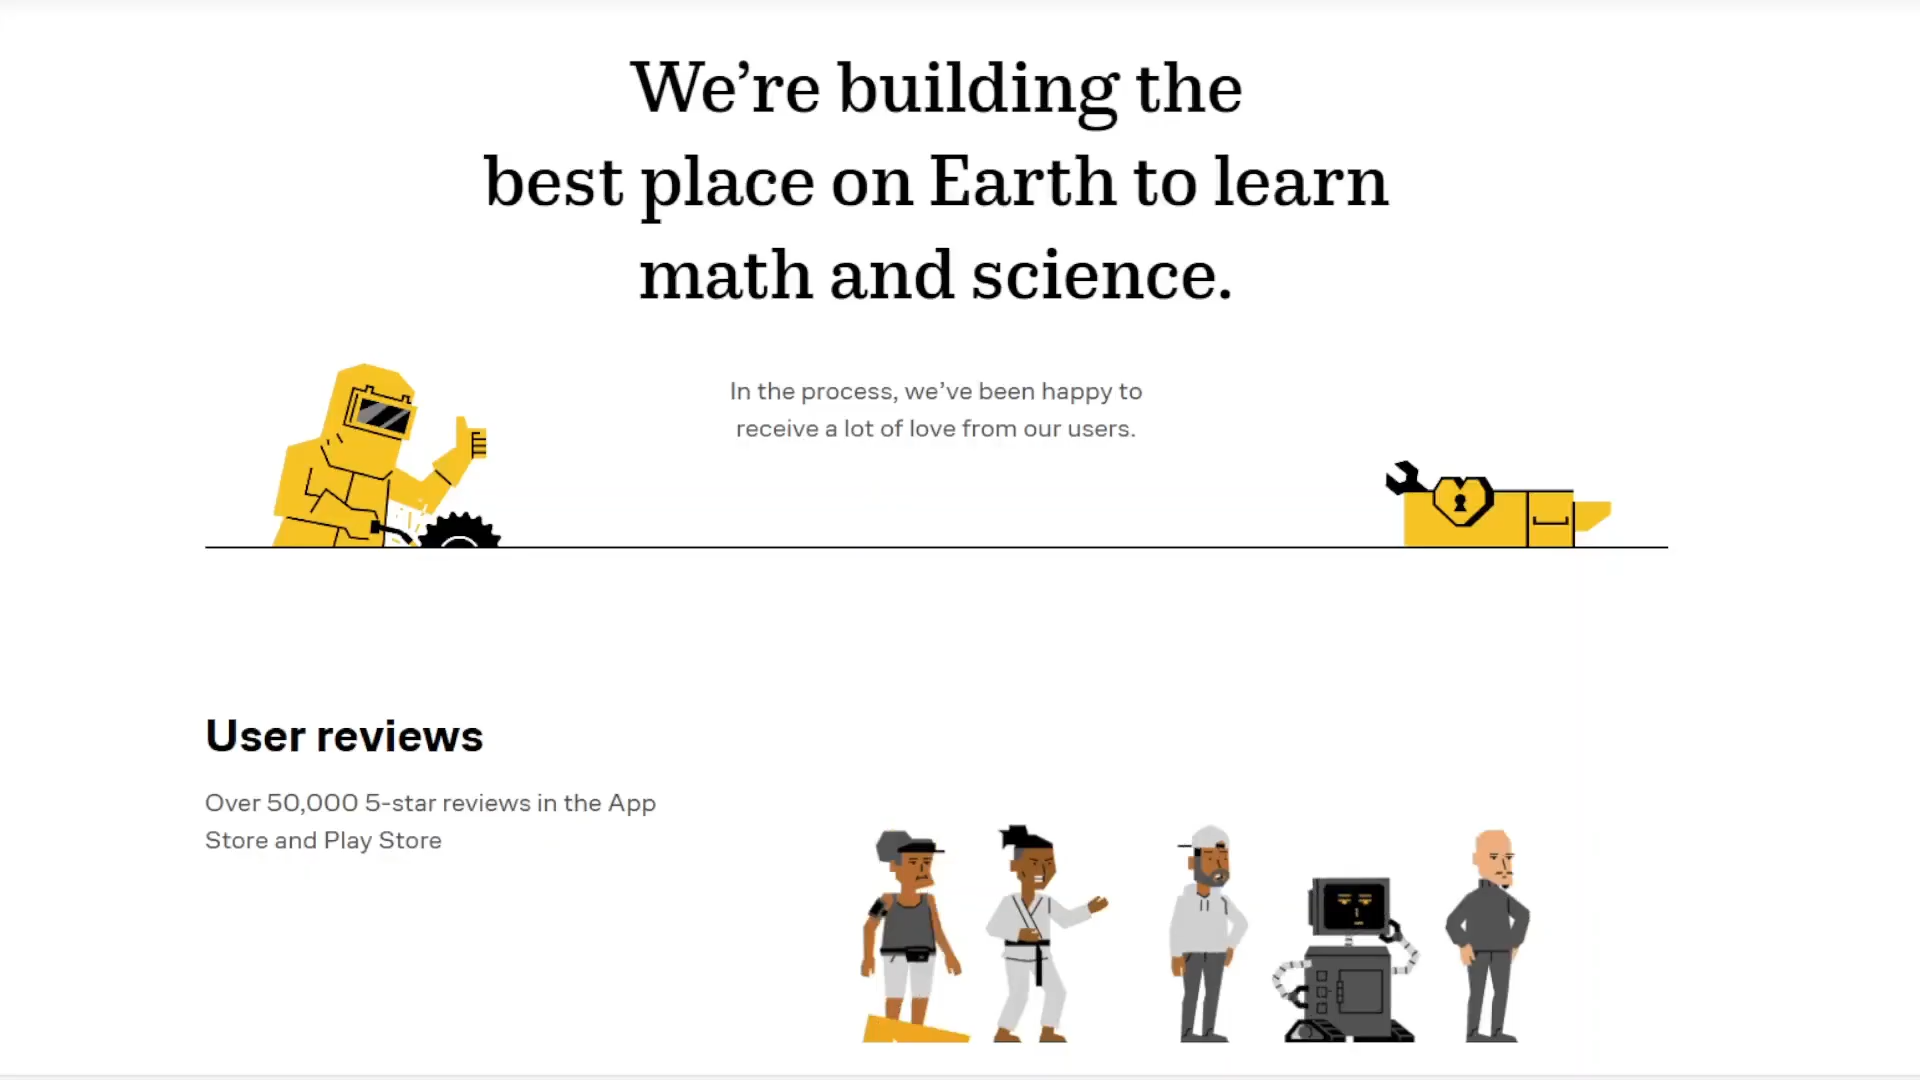 We’re building the
best place on Earth to learn
math and science.
In the process, we’ve been happy to
receive a lot of love from our users.
User reviews
Over 50,000 5-star reviews in the App
Store and Play Store